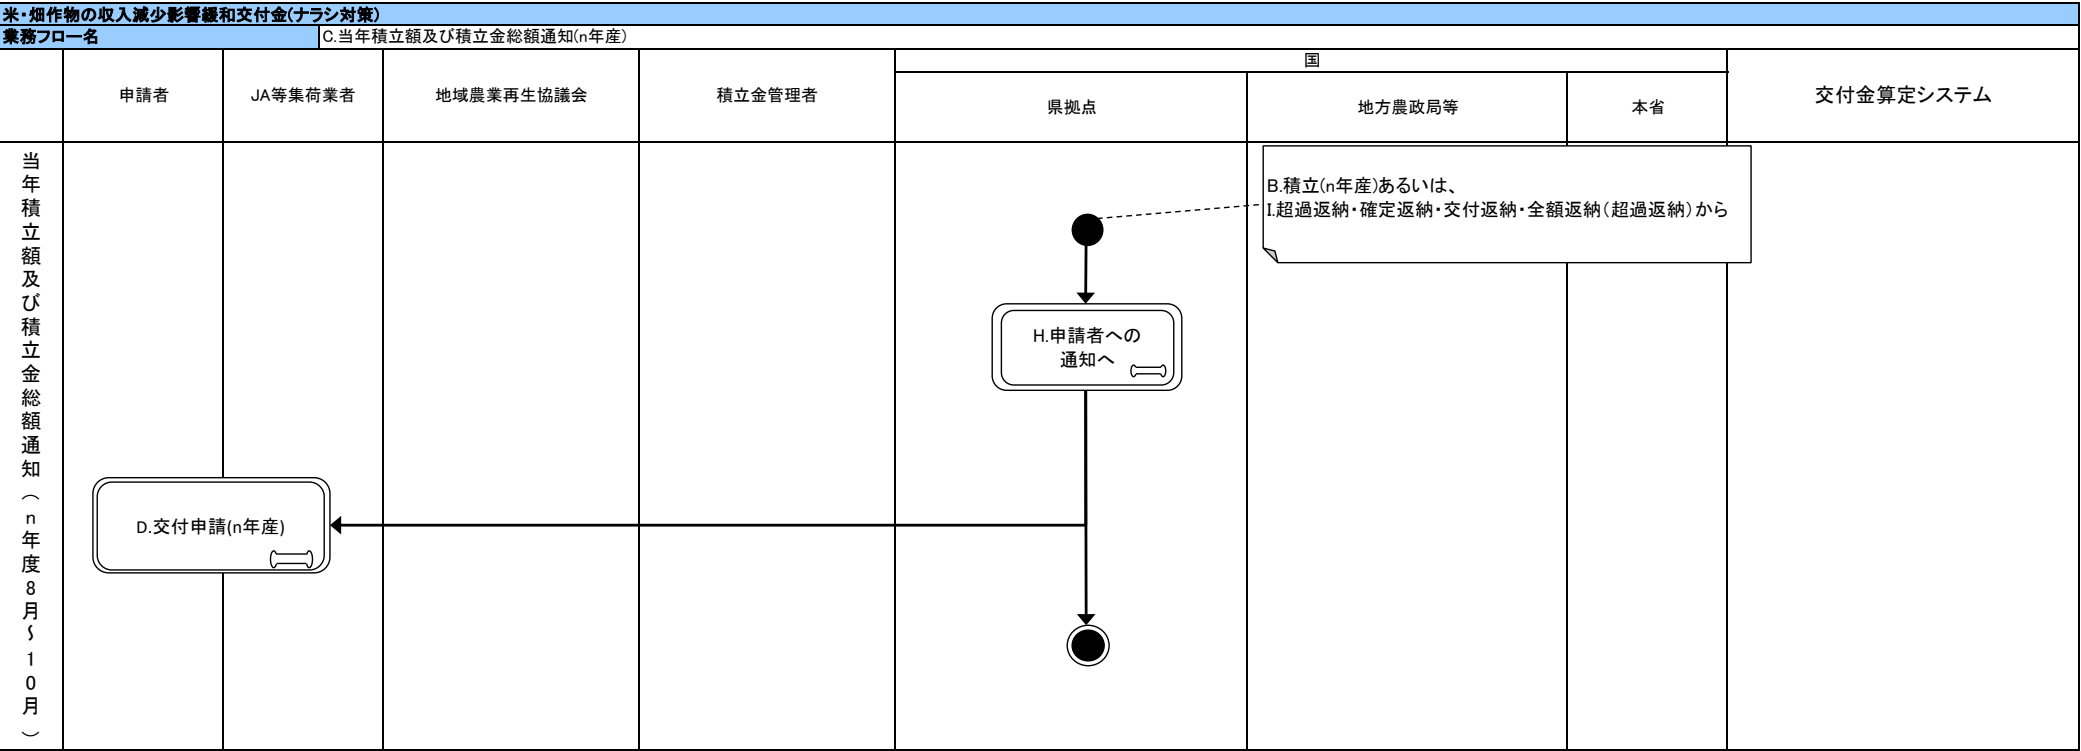 米・畑作物の収入減少影響緩和交付金(ナラシ対策)
業務フロー名
C.当年積立額及び積立金総額通知(n年産)
申請者
JA等集荷業者
地域農業再生協議会
積立金管理者
国
県拠点
地方農政局等
本省
交付金算定システム
当年積立額及び積立金総額通知（n年度8月～10月）
B.積立(n年産)あるいは、
I.超過返納・確定返納・交付返納・全額返納（超過返納）から
H.申請者への
通知へ
D.交付申請(n年産)